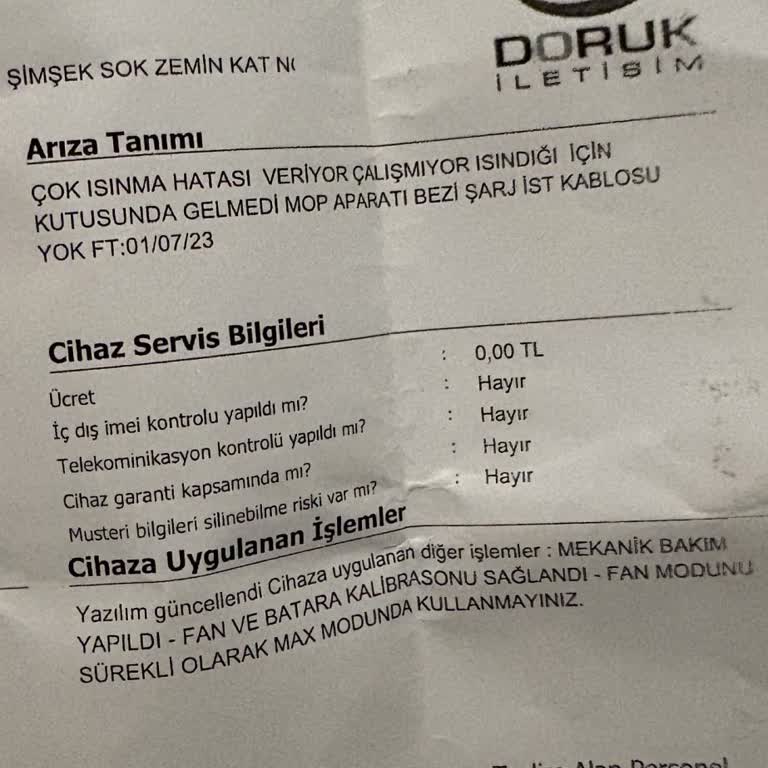 DORUK
İLETİSİM
ŞİMŞEK SOK ZEMİN KAT NO
Arıza Tanımı
ÇOK ISINMA HATASI VERİYOR ÇALIŞMIYOR ISINDIĞI İÇİN
KUTUSUNDA GELMEDİ MOP APARATI BEZİ ŞARJ İST KABLOSU
YOK FT:01/07/23
Cihaz Servis Bilgileri
Ücret : 0,00 TL
İç dış imei kontrolu yapıldı mı? : Hayır
Telekominikasyon kontrolü yapıldı mı? : Hayır
Cihaz garanti kapsamında mı? : Hayır
Musteri bilgileri silinebilme riski var mı? : Hayır
Cihaza Uygulanan İşlemler
Yazılım güncellendi Cihaza uygulanan diğer işlemler : MEKANİK BAKIM
YAPILDI - FAN VE BATARA KALİBRASONU SAĞLANDI - FAN MODUNU
SÜREKLİ OLARAK MAX MODUNDA KULLANMAYINIZ.